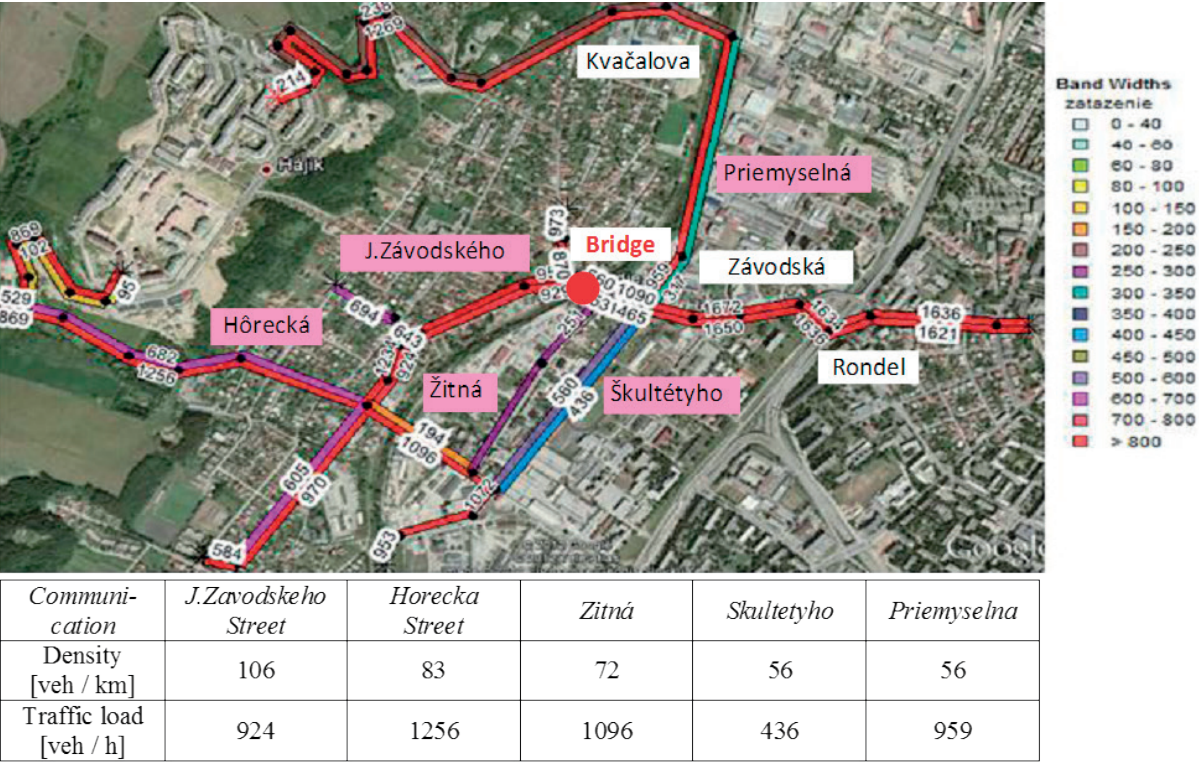 238
1269
Kvačalova
214
Hajik
Priemyselná
973
870
Bridge
J.Závodského
Závodská
869
102
95
529
869
694
643
1090
959
1465
1672
1650
1636
1636
1621
Rondel
Hôrecká
682
1256
924
Žitná
Škultétyho
560
436
194
1096
605
970
1072
953
584
Google
Band Widths
zatazenie
0 - 40
40 - 60
60 - 80
80 - 100
100 - 150
150 - 200
200 - 250
250 - 300
300 - 350
350 - 400
400 - 450
450 - 500
500 - 600
600 - 700
700 - 800
> 800
Communi-cation J.Zavodskeho Street Horecka Street Zitná Skultetyho Priemyselna
Density [veh / km] 106 83 72 56 56
Traffic load [veh / h] 924 1256 1096 436 959